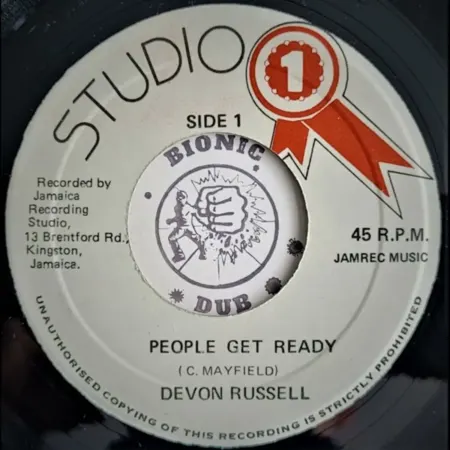 STUDIO 1
SIDE 1
BIONIC
DUB
Recorded by
Jamaica
Recording
Studio,
13 Brentford Rd.,
Kingston,
Jamaica.
45 R.P.M.
JAMREC MUSIC
PEOPLE GET READY
(C. MAYFIELD)
DEVON RUSSELL
UNAUTHORISED COPYING OF THIS RECORDING IS STRICTLY PROHIBITED